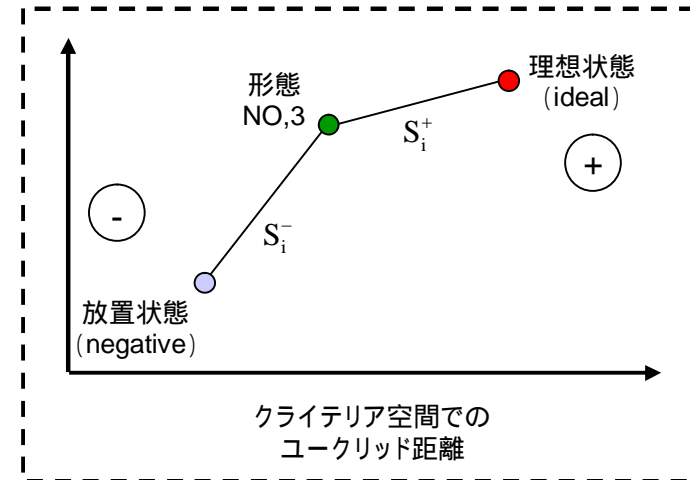 理想状態
(ideal)
形態
NO,3
S_i^+
+
-
S_i^-
放置状態
(negative)
クライテリア空間での
ユークリッド距離